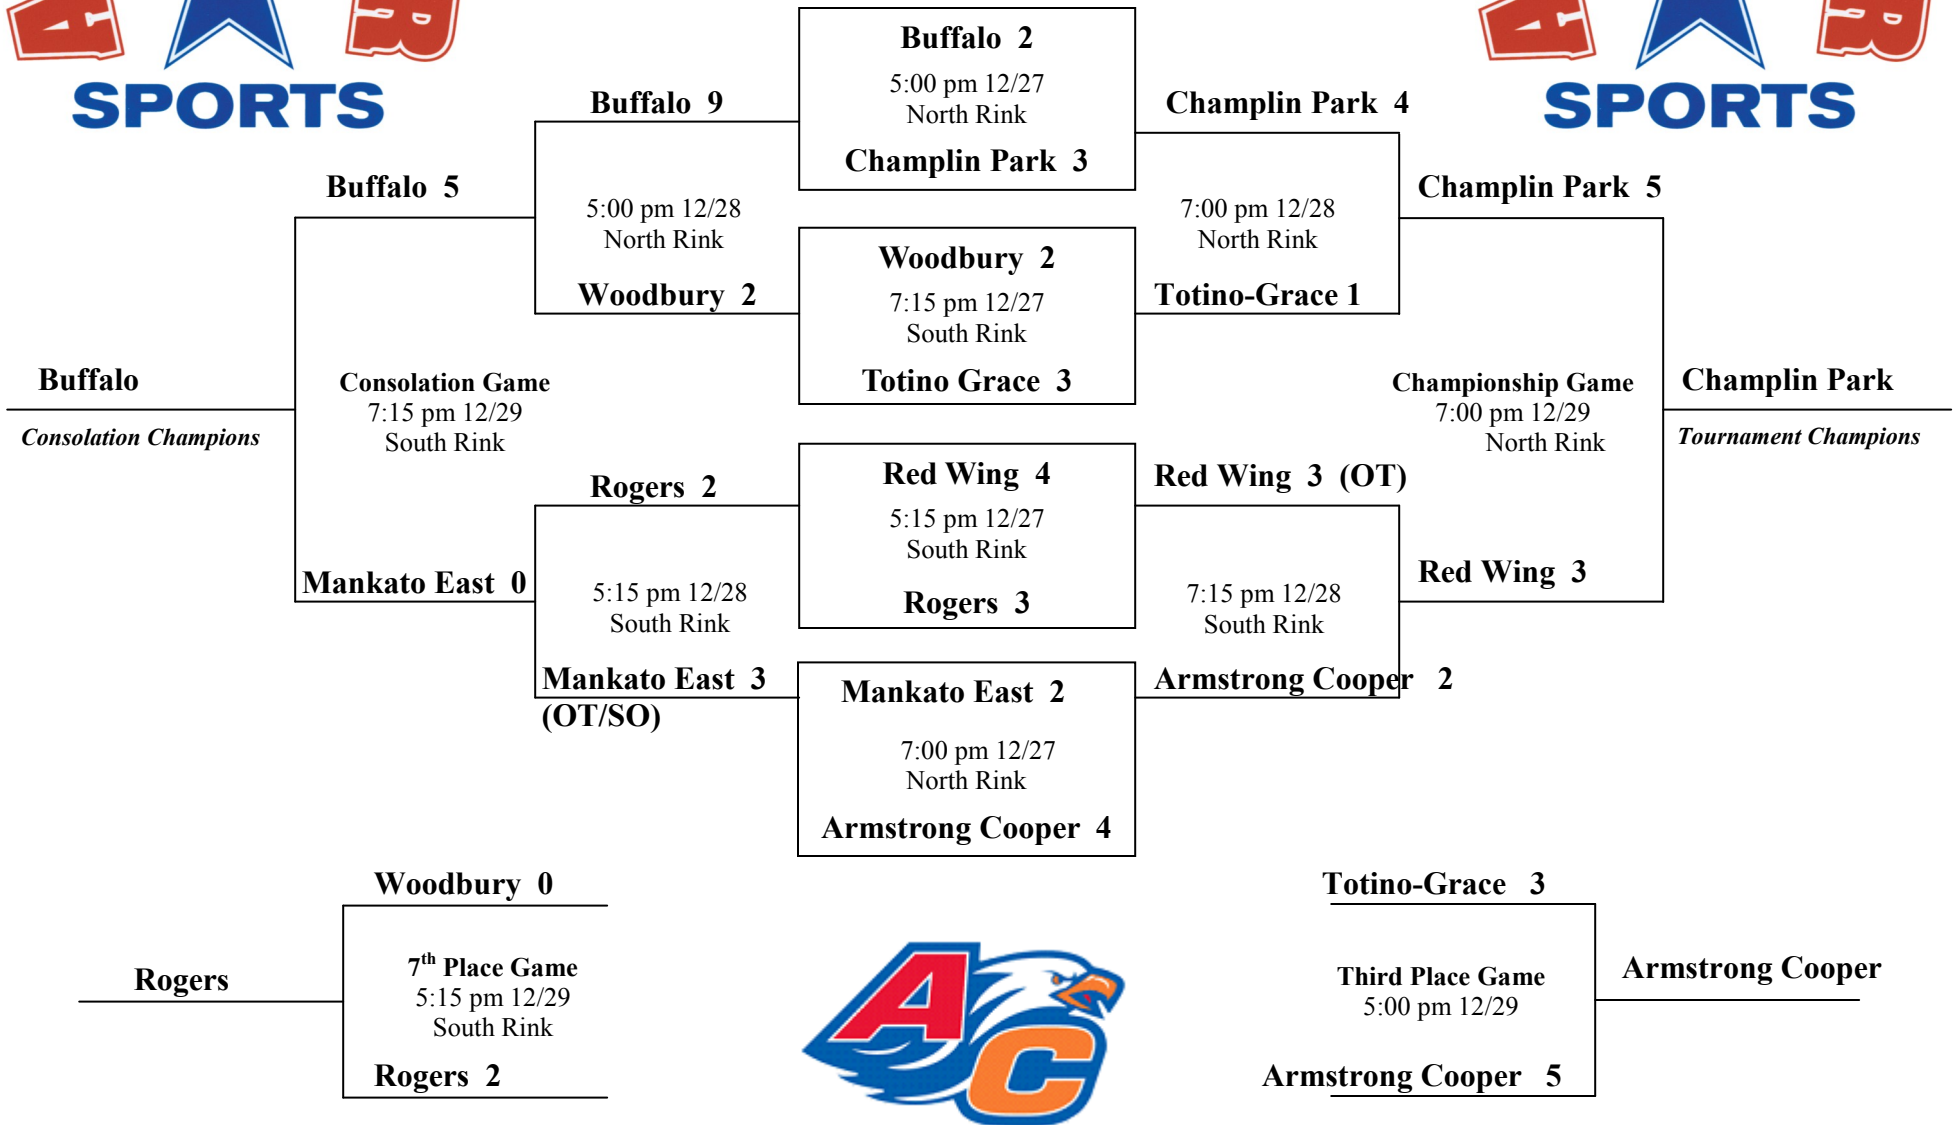 A R
SPORTS
A R
SPORTS
Buffalo 2
5:00 pm 12/27
North Rink
Champlin Park 3
Buffalo 9
5:00 pm 12/28
North Rink
Woodbury 2
Champlin Park 4
7:00 pm 12/28
North Rink
Totino-Grace 1
Buffalo 5
Champlin Park 5
Woodbury 2
7:15 pm 12/27
South Rink
Totino Grace 3
Buffalo
Consolation Champions
Consolation Game
7:15 pm 12/29
South Rink
Championship Game
7:00 pm 12/29
North Rink
Champlin Park
Tournament Champions
Rogers 2
Red Wing 4
5:15 pm 12/27
South Rink
Rogers 3
Red Wing 3 (OT)
Mankato East 0
5:15 pm 12/28
South Rink
Mankato East 3
(OT/SO)
7:15 pm 12/28
South Rink
Red Wing 3
Armstrong Cooper 2
Mankato East 2
7:00 pm 12/27
North Rink
Armstrong Cooper 4
Woodbury 0
7th Place Game
5:15 pm 12/29
South Rink
Rogers 2
Rogers
AC
Totino-Grace 3
Third Place Game
5:00 pm 12/29
Armstrong Cooper 5
Armstrong Cooper